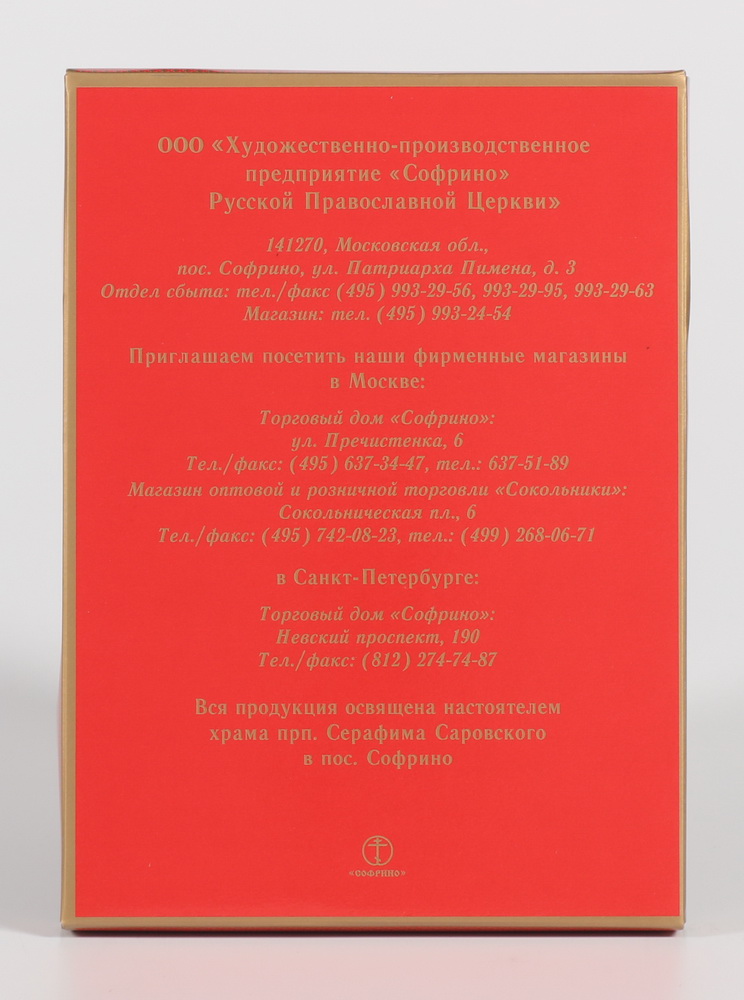 ООО «Художественно-производственное
предприятие «Софрино»
Русской Православной Церкви»
141270, Московская обл.,
пос. Софрино, ул. Патриарха Пимена, д. 3
Отдел сбыта: тел./факс (495) 993-29-56, 993-29-95, 993-29-63
Магазин: тел. (495) 993-24-54
Приглашаем посетить наши фирменные магазины
в Москве:
Торговый дом «Софрино»:
ул. Пречистенка, 6
Тел./факс: (495) 637-34-47, тел.: 637-51-89
Магазин оптовой и розничной торговли «Сокольники»:
Сокольническая пл., 6
Тел./факс: (495) 742-08-23, тел.: (499) 268-06-71
в Санкт-Петербурге:
Торговый дом «Софрино»:
Невский проспект, 190
Тел./факс: (812) 274-74-87
Вся продукция освящена настоятелем
храма прп. Серафима Саровского
в пос. Софрино
«СОФРИНО»